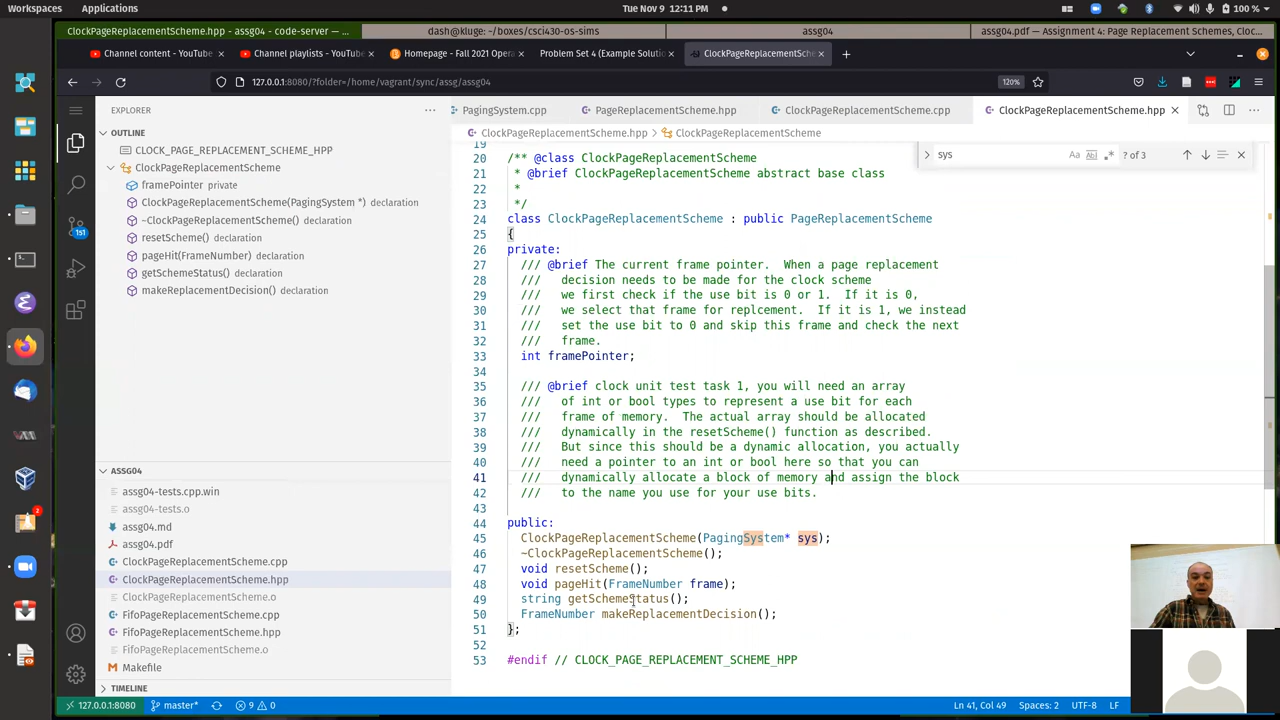 Workspaces
Applications
Tue Nov 9 12:11 PM
100 %
ClockPageReplacementScheme.hpp - assg04 - code-server — ...
dash@kluge: ~/boxes/csci430-os-sims
assg04
assg04.pdf — Assignment 4: Page Replacement Schemes, Cloc...
Channel content - YouTube
Channel playlists - YouTube
Homepage - Fall 2021 Opera
Problem Set 4 (Example Solutio
ClockPageReplacementSchem
127.0.0.1:8080/?folder=/home/vagrant/sync/assg/assg04
120%
EXPLORER
PagingSystem.cpp
PageReplacementScheme.hpp
ClockPageReplacementScheme.cpp
ClockPageReplacementScheme.hpp
OUTLINE
ClockPageReplacementScheme.hpp > ClockPageReplacementScheme
CLOCK_PAGE_REPLACEMENT_SCHEME_HPP
ClockPageReplacementScheme
framePointer private
ClockPageReplacementScheme(PagingSystem *) declaration
~ClockPageReplacementScheme() declaration
resetScheme() declaration
pageHit(FrameNumber) declaration
getSchemeStatus() declaration
makeReplacementDecision() declaration
151
sys
Aa
? of 3
19
20 /** @class ClockPageReplacementScheme
21 * @brief ClockPageReplacementScheme abstract base class
22 *
23 */
24 class ClockPageReplacementScheme : public PageReplacementScheme
25 {
26 private:
27 /// @brief The current frame pointer. When a page replacement
28 /// decision needs to be made for the clock scheme
29 /// we first check if the use bit is 0 or 1. If it is 0,
30 /// we select that frame for replcement. If it is 1, we instead
31 /// set the use bit to 0 and skip this frame and check the next
32 /// frame.
33 int framePointer;
34
35 /// @brief clock unit test task 1, you will need an array
36 /// of int or bool types to represent a use bit for each
37 /// frame of memory. The actual array should be allocated
38 /// dynamically in the resetScheme() function as described.
39 /// But since this should be a dynamic allocation, you actually
40 /// need a pointer to an int or bool here so that you can
41 /// dynamically allocate a block of memory and assign the block
42 /// to the name you use for your use bits.
43
44 public:
45 ClockPageReplacementScheme(PagingSystem* sys);
46 ~ClockPageReplacementScheme();
47 void resetScheme();
48 void pageHit(FrameNumber frame);
49 string getSchemeStatus();
50 FrameNumber makeReplacementDecision();
51 };
52
53 #endif // CLOCK_PAGE_REPLACEMENT_SCHEME_HPP
ASSG04
assg04-tests.cpp.win
assg04-tests.o
assg04.md
assg04.pdf
ClockPageReplacementScheme.cpp
ClockPageReplacementScheme.hpp
ClockPageReplacementScheme.o
FifoPageReplacementScheme.cpp
FifoPageReplacementScheme.hpp
FifoPageReplacementScheme.o
Makefile
TIMELINE
127.0.0.1:8080
master*
9
0
Ln 41, Col 49
Spaces: 2
UTF-8
LF